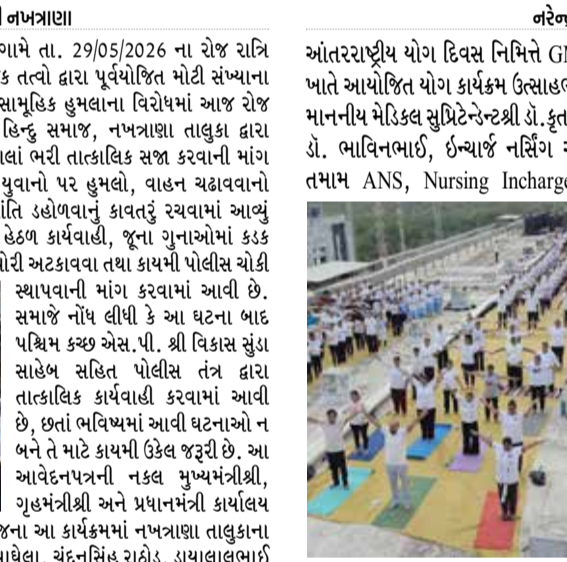 નખત્રાણા
ગામે તા. 29/05/2026 ના રોજ રાત્રિ
તત્વો દ્વારા પૂર્વયોજિત મોટી સંખ્યાના
સામૂહિક હુમલાના વિરોધમાં આજ રોજ
હિન્દુ સમાજ, નખત્રાણા તાલુકા દ્વારા
ભરી તાત્કાલિક સજા કરવાની માંગ
યુવાનો પર હુમલો, વાહન ચઢાવવાનો
ડહોળવાનું કાવતરું રચવામાં આવ્યું
હેઠળ કાર્યવાહી, જૂના ગુનાઓમાં કડક
અટકાવવા તથા કાયમી પોલીસ ચોકી
સ્થાપવાની માંગ કરવામાં આવી છે.
સમાજે નોંધ લીધી કે આ ઘટના બાદ
પશ્ચિમ કચ્છ એસ.પી. શ્રી વિકાસ સુંડા
સાહેબ સહિત પોલીસ તંત્ર દ્વારા
તાત્કાલિક કાર્યવાહી કરવામાં આવી
છે, છતાં ભવિષ્યમાં આવી ઘટનાઓ ન
બને તે માટે કાયમી ઉકેલ જરૂરી છે. આ
આવેદનપત્રની નકલ મુખ્યમંત્રીશ્રી,
ગૃહમંત્રીશ્રી અને પ્રધાનમંત્રી કાર્યાલય
આ કાર્યક્રમમાં નખત્રાણા તાલુકાના
ચંદનસિંહ રાઠોડ, ડાયાલાલભાઈ
નરેન્દ્ર
આંતરરાષ્ટ્રીય યોગ દિવસ નિમિત્તે
ખાતે આયોજિત યોગ કાર્યક્રમ
માનનીય મેડિકલ સુપ્રિટેન્ડેન્ટશ્રી ડૉ.
ડૉ. ભાવિનભાઈ, ઇન્ચાર્જ નર્સિંગ
તમામ ANS, Nursing Incharge